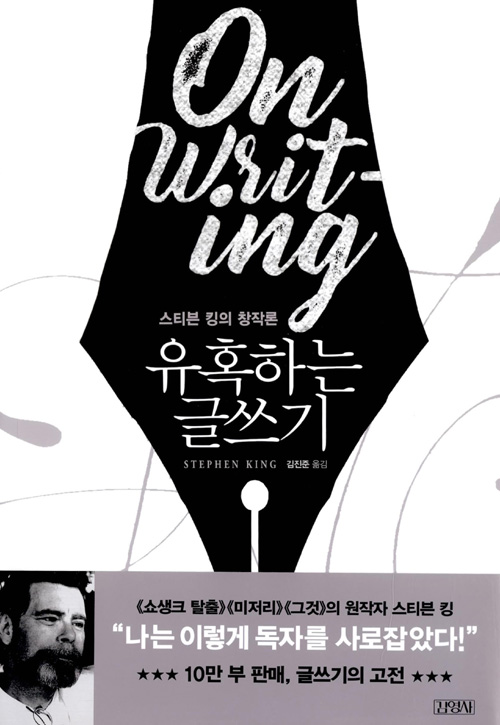 On
Writ-
ing
스티븐 킹의 창작론
유혹하는
글쓰기
STEPHEN KING 김진준 옮김
《쇼생크 탈출》《미저리》《그것》의 원작자 스티븐 킹
“나는 이렇게 독자를 사로잡았다!”
★★★ 10만 부 판매, 글쓰기의 고전 ★★★
김영사